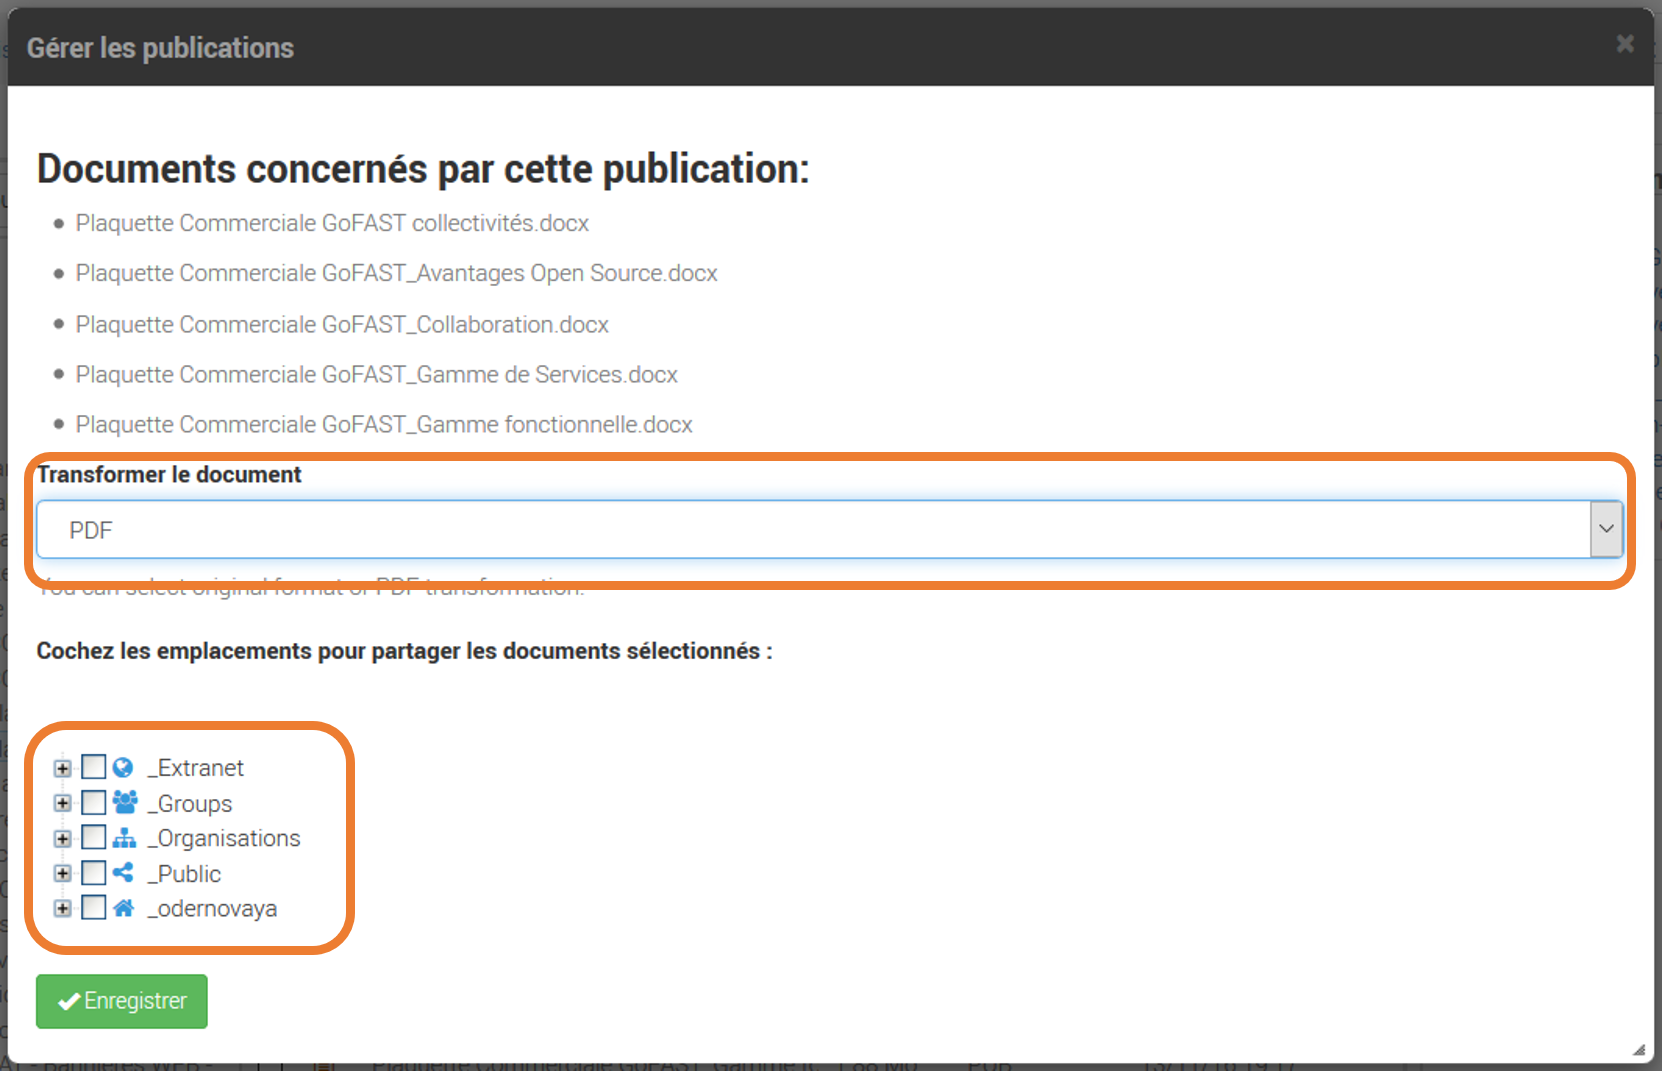 Gérer les publications
Documents concernés par cette publication:
Plaquette Commerciale GoFAST collectivités.docx
Plaquette Commerciale GoFAST_Avantages Open Source.docx
Plaquette Commerciale GoFAST_Collaboration.docx
Plaquette Commerciale GoFAST_Gamme de Services.docx
Plaquette Commerciale GoFAST_Gamme fonctionnelle.docx
Transformer le document
PDF
You can select original format or PDF transformation.
Cochez les emplacements pour partager les documents sélectionnés :
_Extranet
_Groups
_Organisations
_Public
_odernovaya
Enregistrer